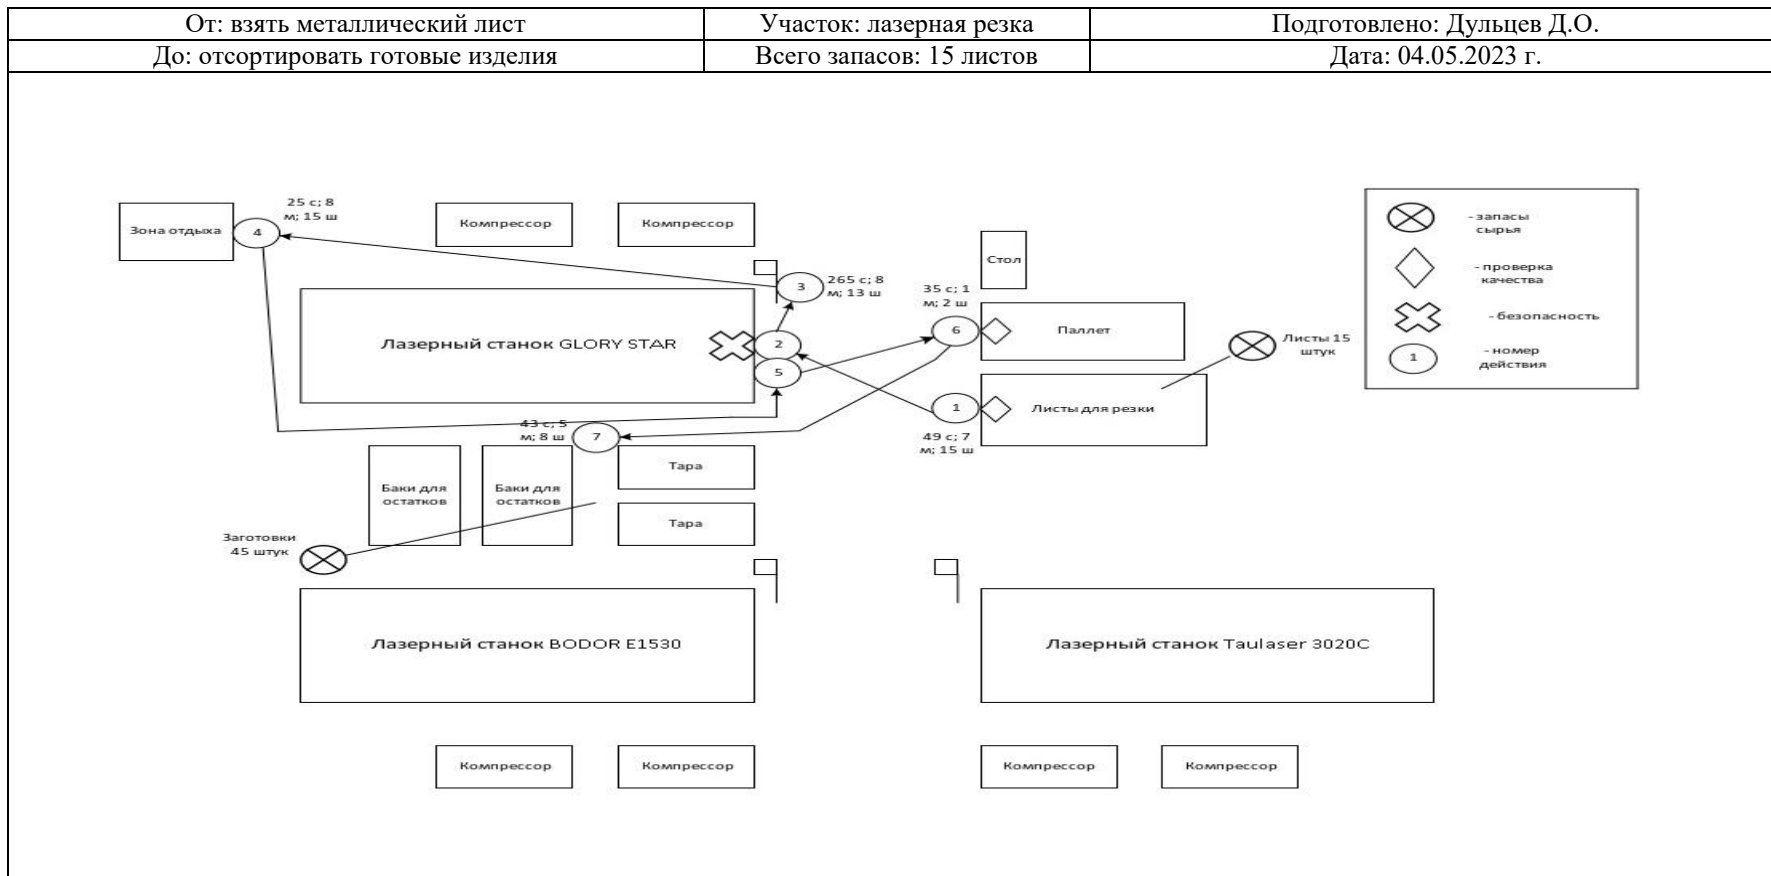 От: взять металлический лист
Участок: лазерная резка
Подготовлено: Дульцев Д.О.
До: отсортировать готовые изделия
Всего запасов: 15 листов
Дата: 04.05.2023 г.
25 с; 8
м; 15 ш
Зона отдыха
4
Компрессор
Компрессор
- запасы
сырья
Стол
- проверка
качества
3
265 с; 8
м; 13 ш
35 с; 1
м; 2 ш
- безопасность
Лазерный станок GLORY STAR
2
6
Паллет
Листы 15
штук
1
- номер
действия
5
1
Листы для резки
43 с; 5
м; 8 ш
7
49 с; 7
м; 15 ш
Баки для
остатков
Баки для
остатков
Тара
Тара
Заготовки
45 штук
Лазерный станок BODOR E1530
Лазерный станок Taulaser 3020C
Компрессор
Компрессор
Компрессор
Компрессор